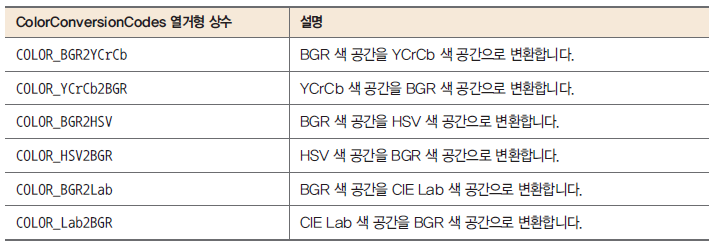 ColorConversionCodes 열거형 상수 설명
COLOR_BGR2YCrCb BGR 색 공간을 YCrCb 색 공간으로 변환합니다.
COLOR_YCrCb2BGR YCrCb 색 공간을 BGR 색 공간으로 변환합니다.
COLOR_BGR2HSV BGR 색 공간을 HSV 색 공간으로 변환합니다.
COLOR_HSV2BGR HSV 색 공간을 BGR 색 공간으로 변환합니다.
COLOR_BGR2Lab BGR 색 공간을 CIE Lab 색 공간으로 변환합니다.
COLOR_Lab2BGR CIE Lab 색 공간을 BGR 색 공간으로 변환합니다.